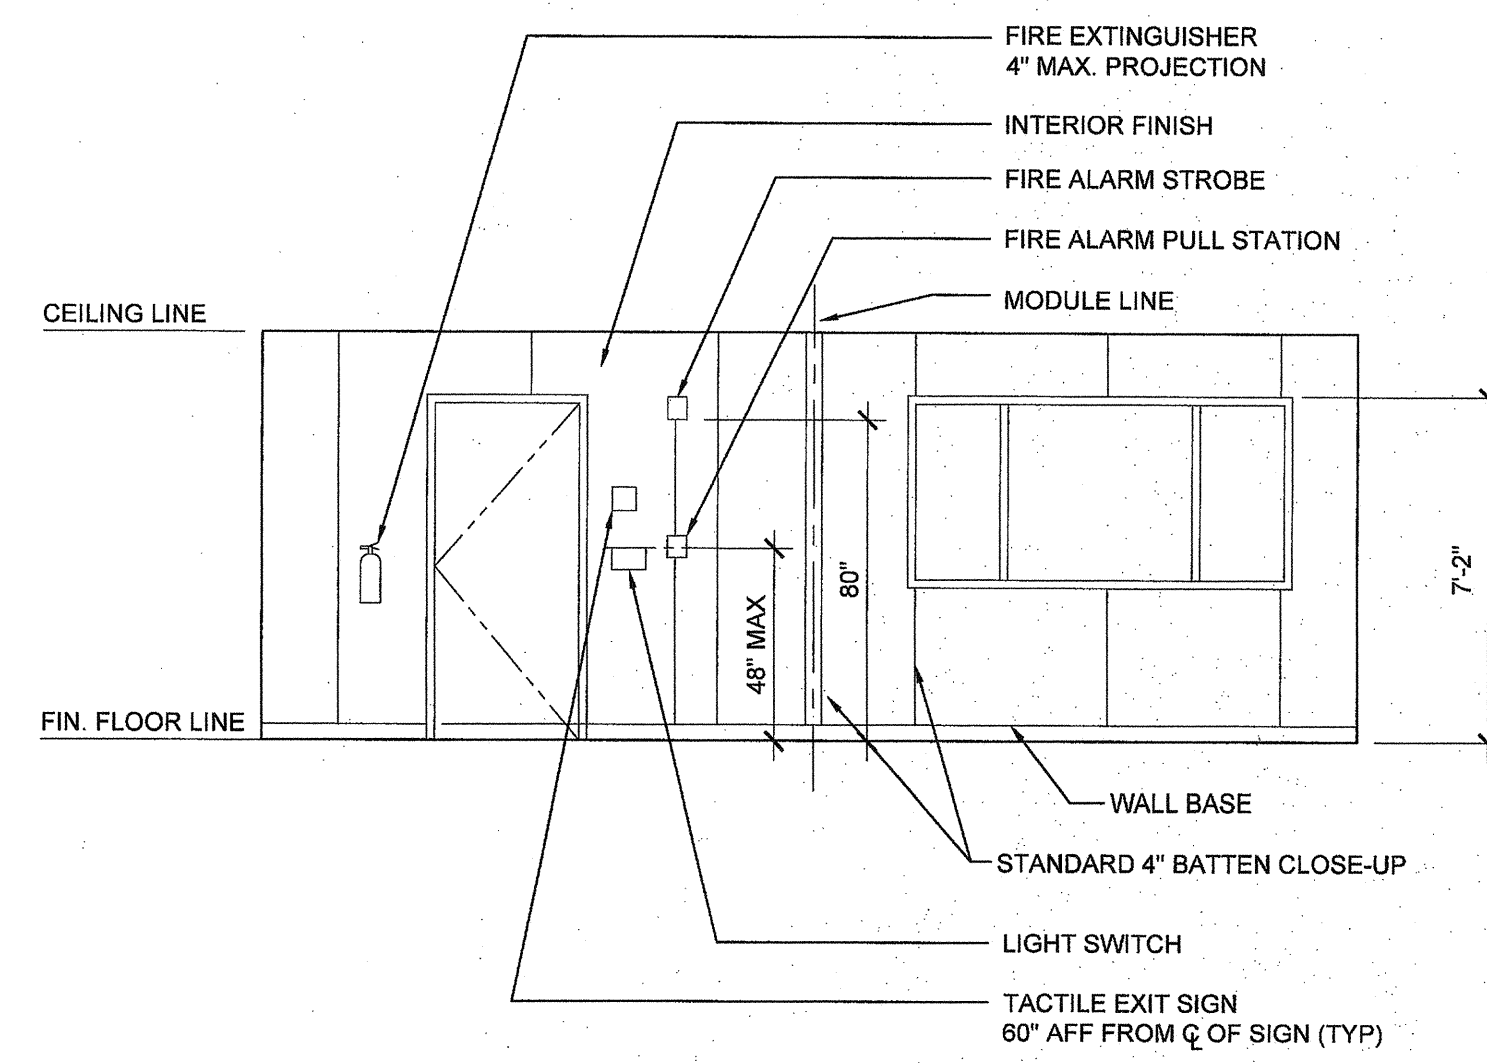 FIRE EXTINGUISHER
4" MAX. PROJECTION
INTERIOR FINISH
FIRE ALARM STROBE
FIRE ALARM PULL STATION
MODULE LINE
CEILING LINE
80"
7'-2"
48" MAX
FIN. FLOOR LINE
WALL BASE
STANDARD 4" BATTEN CLOSE-UP
LIGHT SWITCH
TACTILE EXIT SIGN
60" AFF FROM ℄ OF SIGN (TYP)